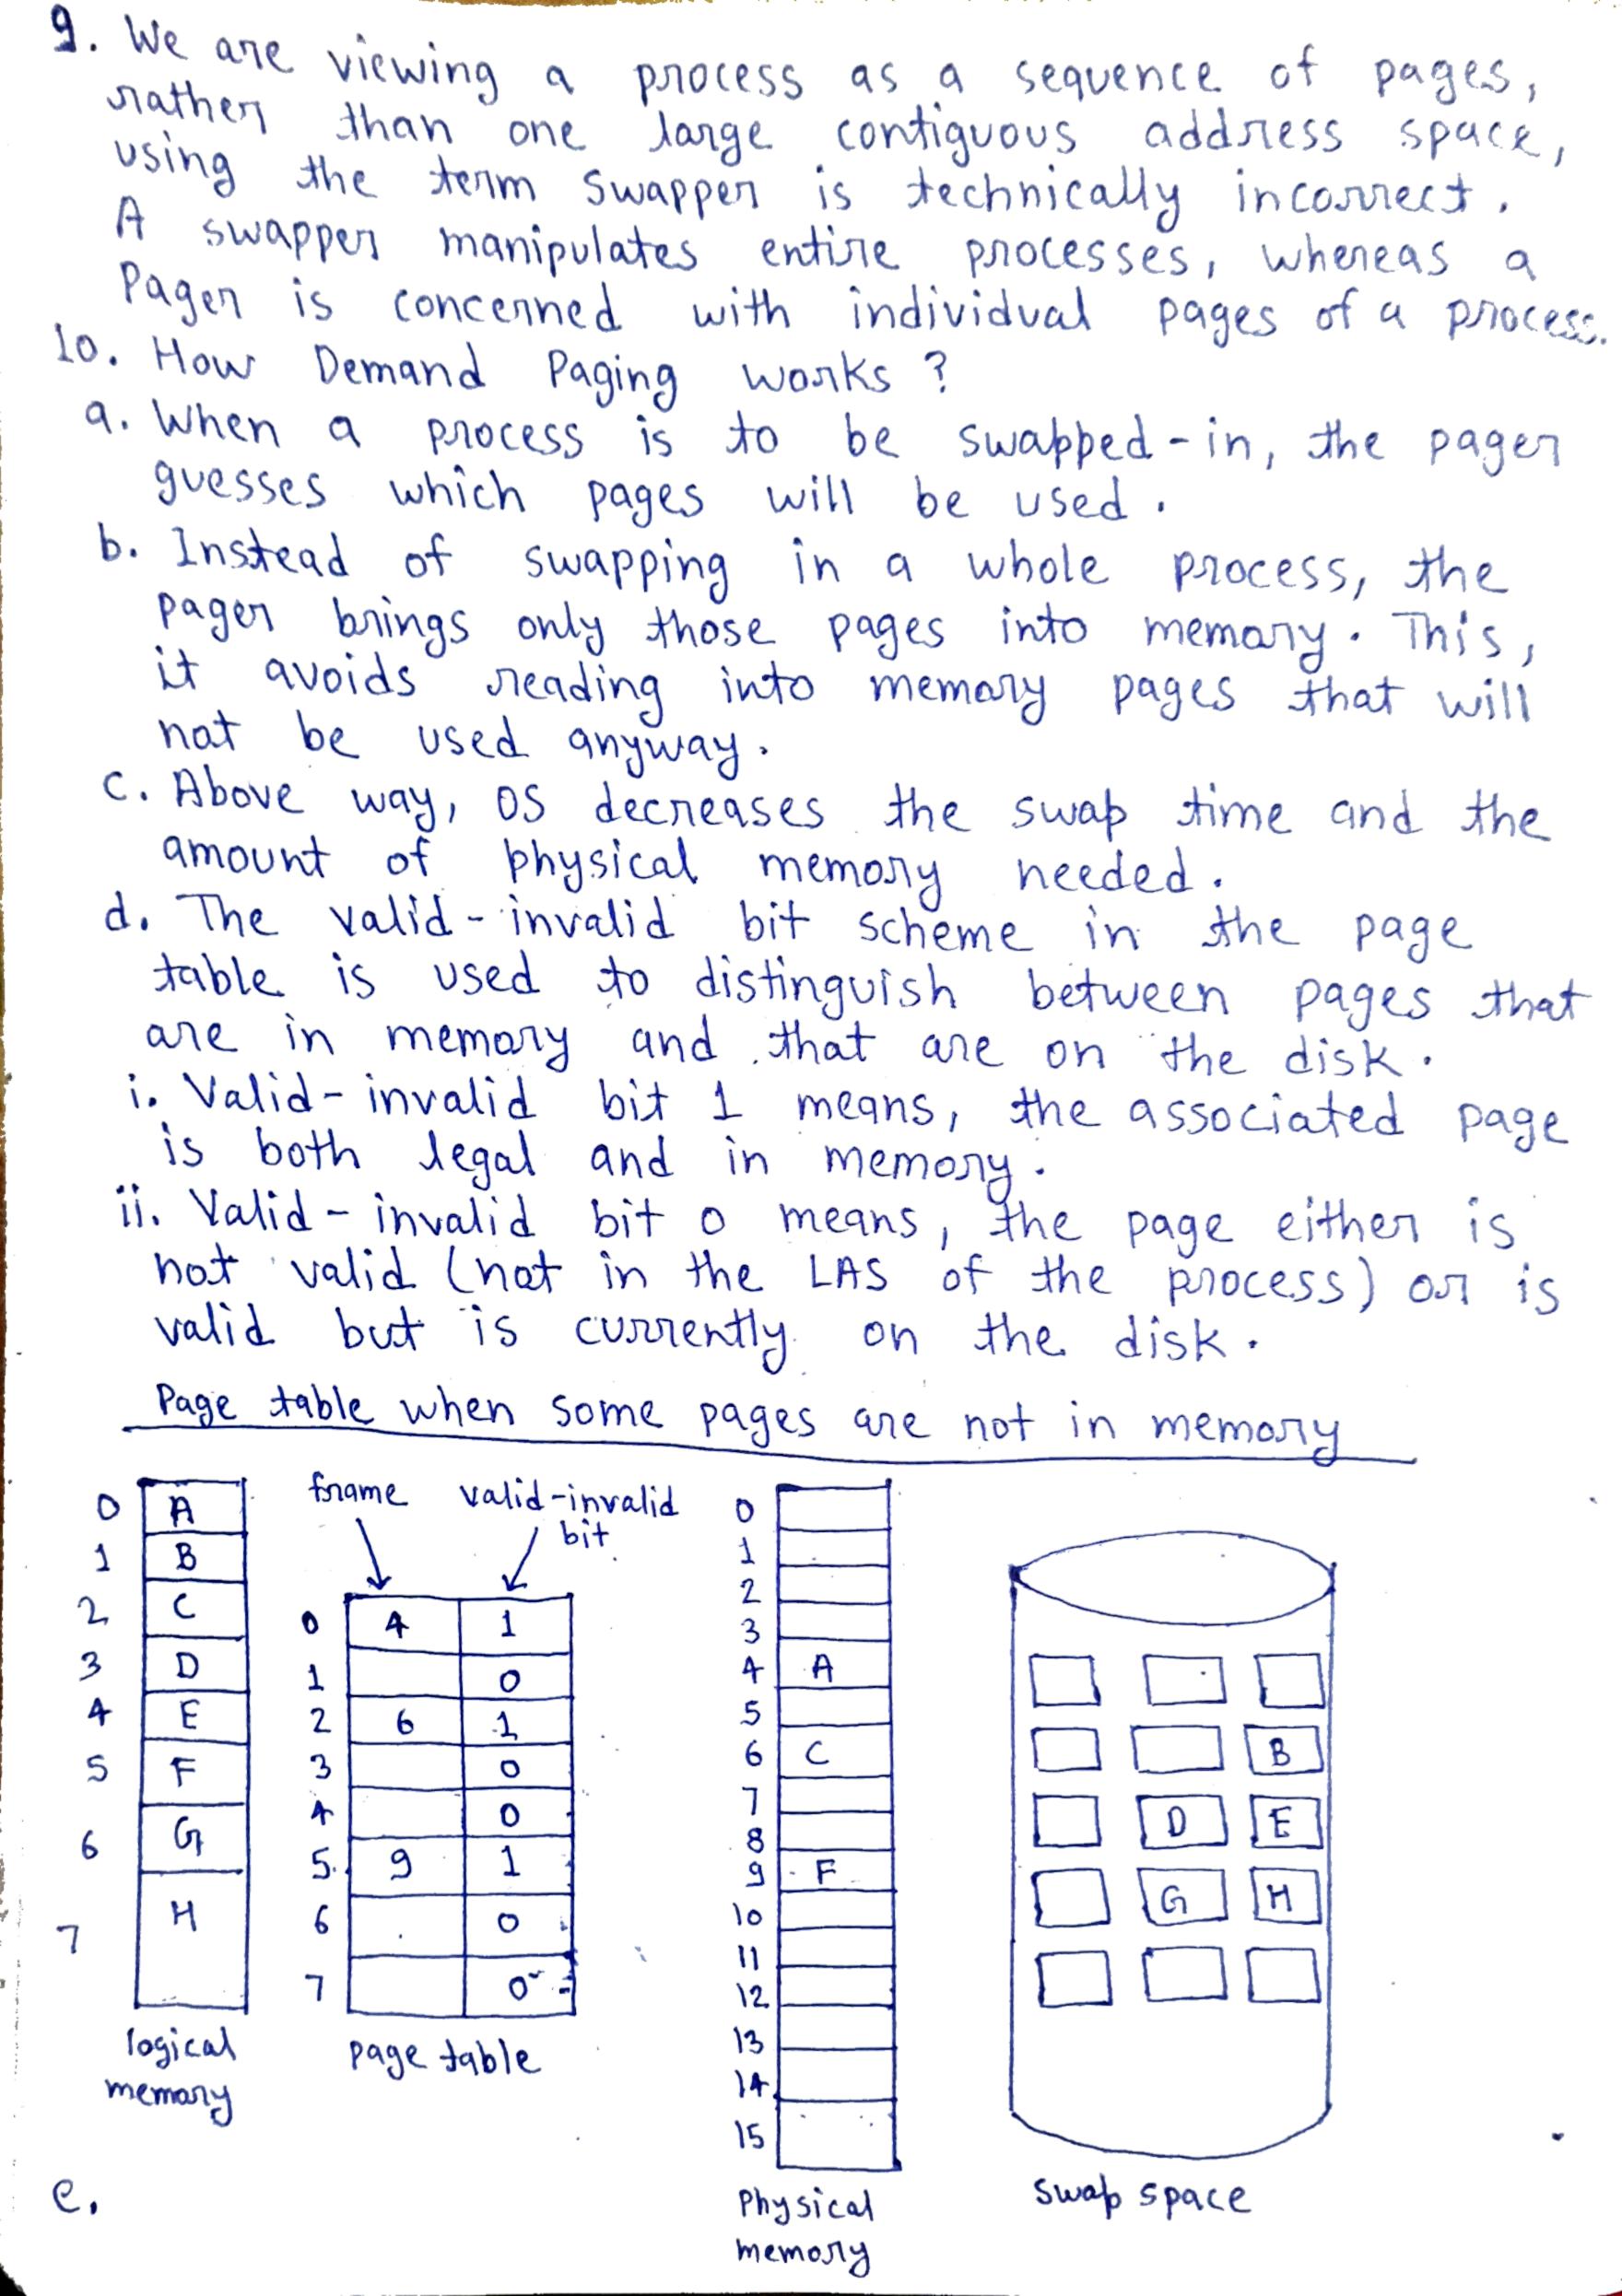 9. We are viewing a process as a sequence of pages,
rather than one large contiguous address space,
using the term swapper is technically incorrect.
A swapper manipulates entire processes, whereas a
Pager is concerned with individual pages of a process.
10. How Demand Paging works ?
a. When a process is to be swapped-in, the pager
guesses which pages will be used.
b. Instead of swapping in a whole process, the
pager brings only those pages into memory. This,
it avoids reading into memory pages that will
not be used anyway.
c. Above way, OS decreases the swap time and the
amount of physical memory needed.
d. The valid-invalid bit scheme in the page
table is used to distinguish between pages that
are in memory and that are on the disk.
i. Valid-invalid bit 1 means, the associated page
is both legal and in memory.
ii. Valid-invalid bit 0 means, the page either is
not valid (not in the LAS of the process) or is
valid but is currently on the disk.
Page table when some pages are not in memory
0 A
1 B
2 C
3 D
4 E
5 F
6 G
7 H
logical
memory
frame valid-invalid
bit
0 4 1
1 0
2 6 1
3 0
4 0
5. 9 1
6 0
7 0
page table
0
1
2
3
4 A
5
6 C
7
8
9 F
10
11
12
13
14
15
Physical
memory
B
D E
G H
swap space
e.